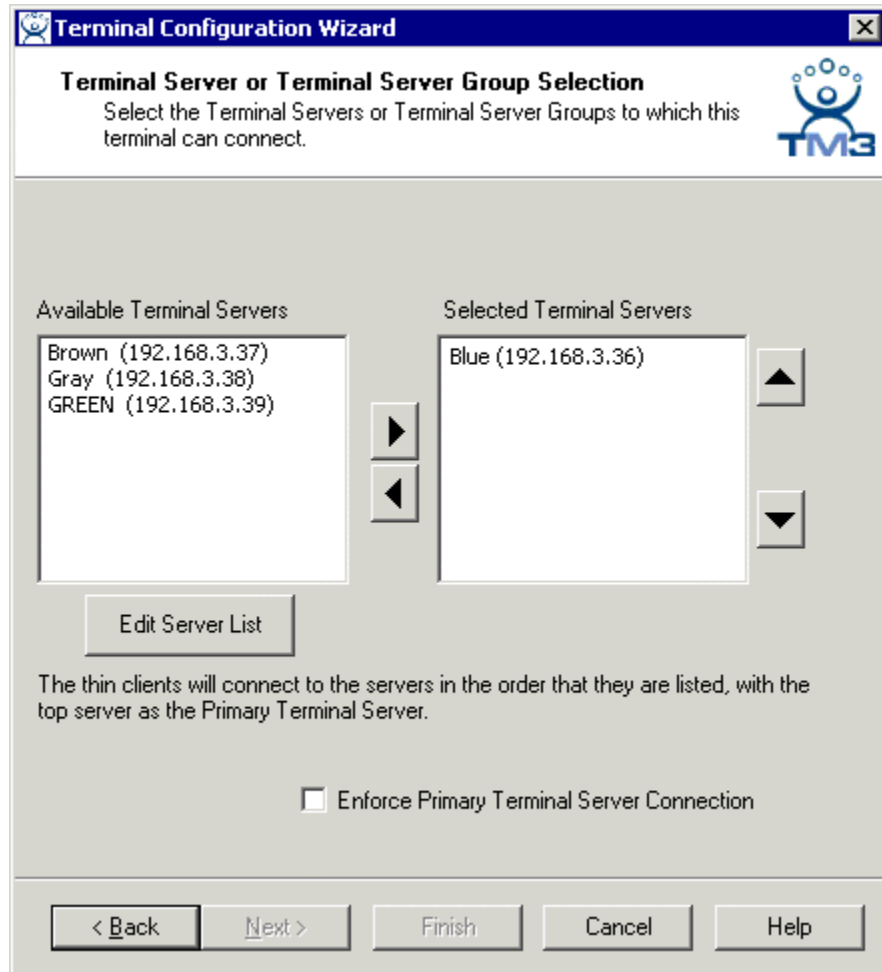 Terminal Configuration Wizard
Terminal Server or Terminal Server Group Selection
Select the Terminal Servers or Terminal Server Groups to which this
terminal can connect.
TM3
Available Terminal Servers
Selected Terminal Servers
Brown (192.168.3.37)
Gray (192.168.3.38)
GREEN (192.168.3.39)
Blue (192.168.3.36)
Edit Server List
The thin clients will connect to the servers in the order that they are listed, with the
top server as the Primary Terminal Server.
Enforce Primary Terminal Server Connection
< Back
Next >
Finish
Cancel
Help